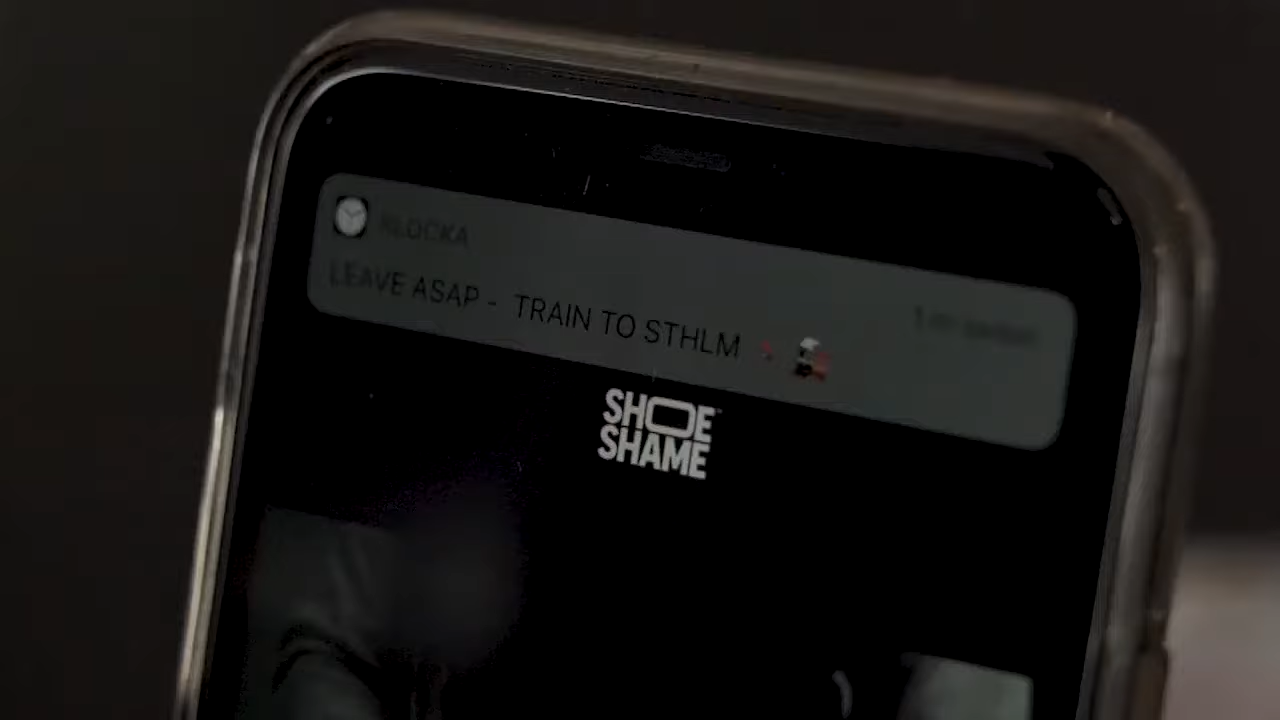 KLOCKA
LEAVE ASAP - TRAIN TO STHLM
SHOE
SHAME